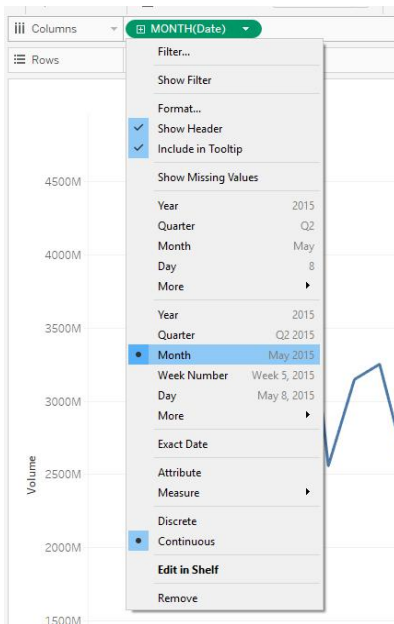 Columns
MONTH(Date)
Rows
Filter...
Show Filter
Format...
Show Header
Include in Tooltip
Show Missing Values
Year 2015
Quarter Q2
Month May
Day 8
More
Year 2015
Quarter Q2 2015
Month May 2015
Week Number Week 5, 2015
Day May 8, 2015
More
Exact Date
Attribute
Measure
Discrete
Continuous
Edit in Shelf
Remove
4500M
4000M
3500M
3000M
2500M
2000M
1500M
Volume